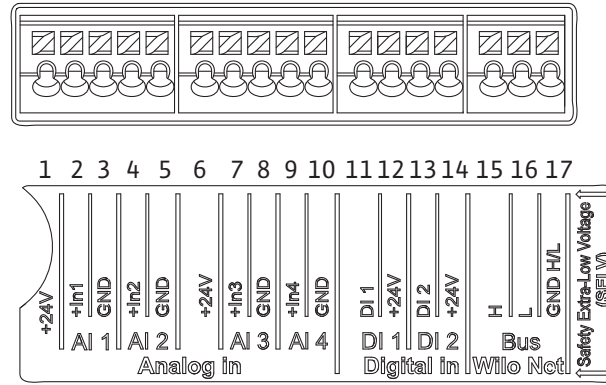 1 2 3 4 5 6 7 8 9 10 11 12 13 14 15 16 17
+24V +In1 GND +In2 GND +24V +In3 GND +In4 GND DI 1 +24V DI 2 +24V H L GND H/L
AI 1 AI 2 AI 3 AI 4 DI 1 DI 2 Bus
Analog in Digital in Wilo Net
Safety Extra-Low Voltage
(SELV)